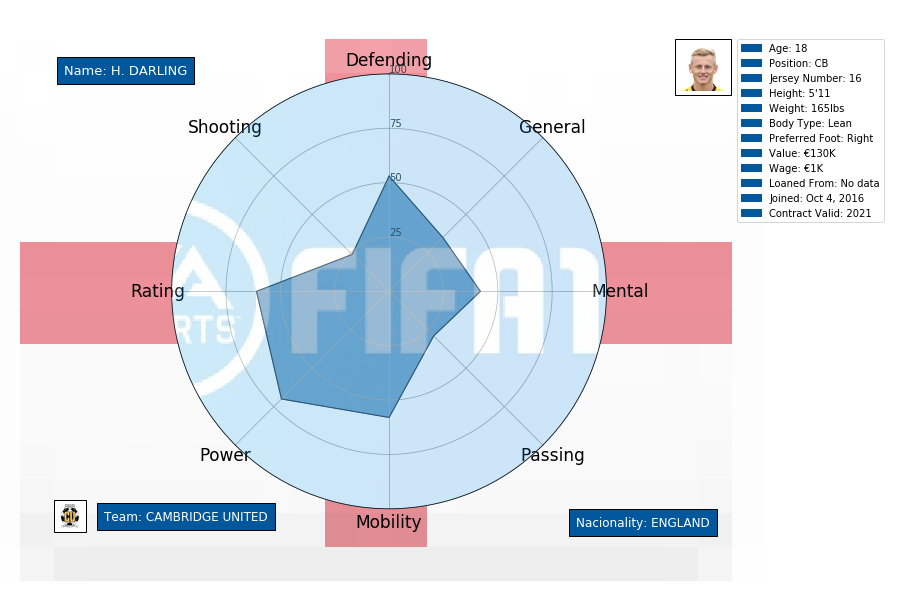 Defending
100
Name: H. DARLING
Age: 18
Position: CB
Jersey Number: 16
Height: 5'11
Weight: 165lbs
Body Type: Lean
Preferred Foot: Right
Value: €130K
Wage: €1K
Loaned From: No data
Joined: Oct 4, 2016
Contract Valid: 2021
Shooting
75
General
50
25
Rating
Mental
FIFA1
RTS
Power
Passing
Team: CAMBRIDGE UNITED
Mobility
Nacionality: ENGLAND